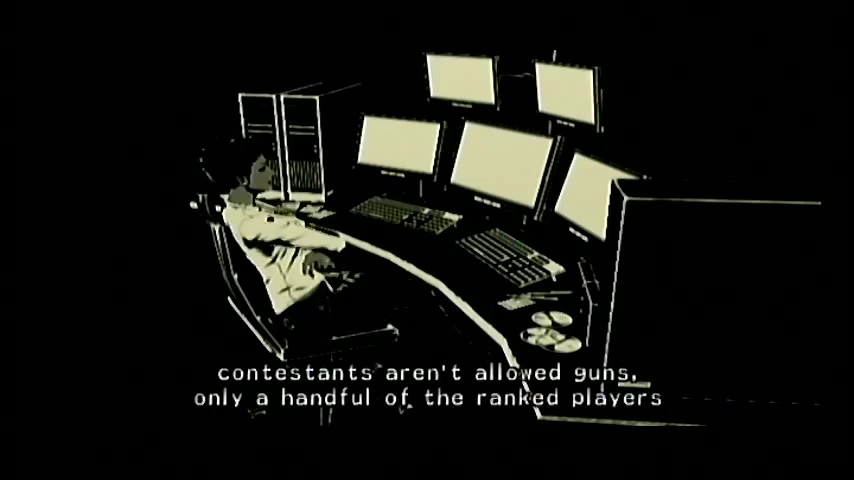 contestants aren't allowed guns,
only a handful of the ranked players